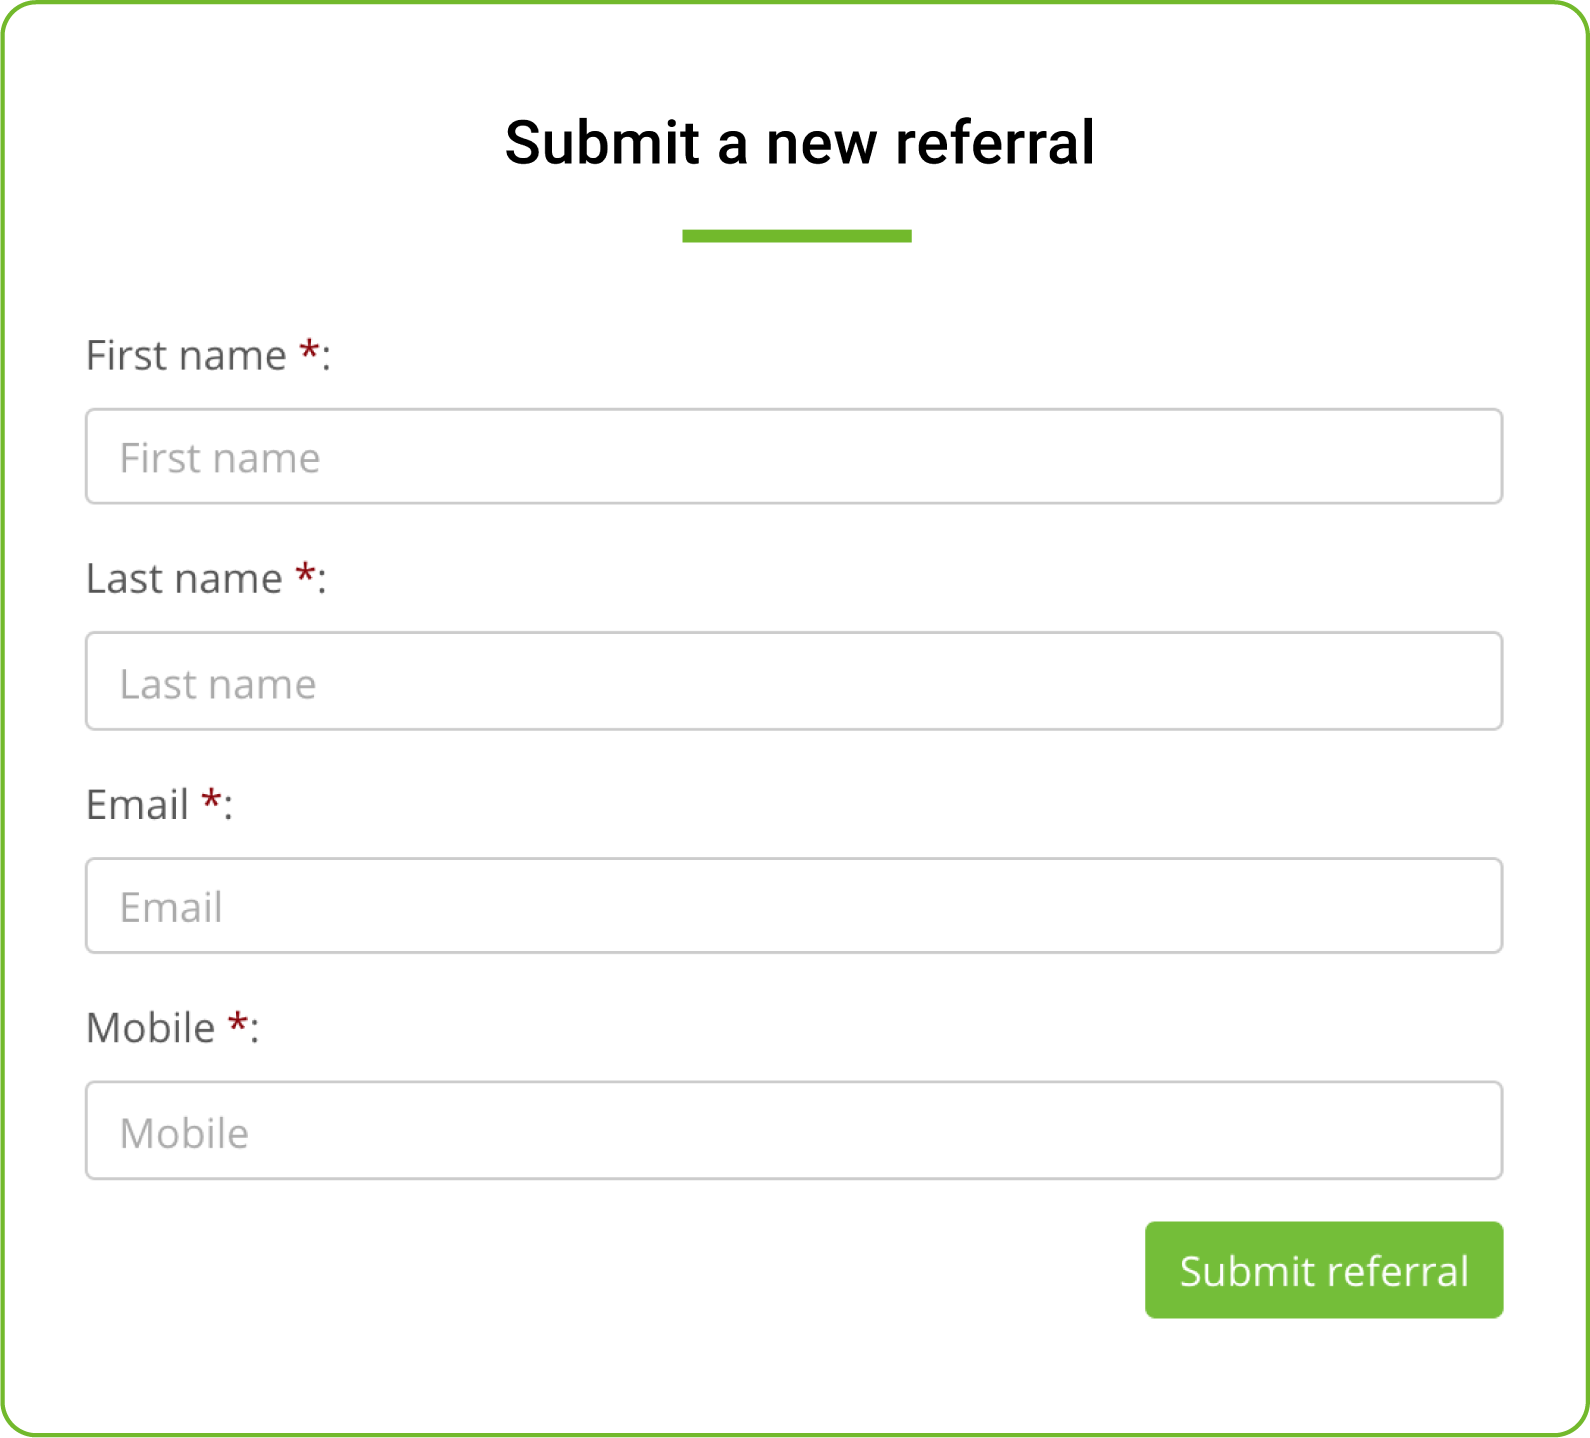 Submit a new referral
First name *:
First name
Last name *:
Last name
Email *:
Email
Mobile *:
Mobile
Submit referral